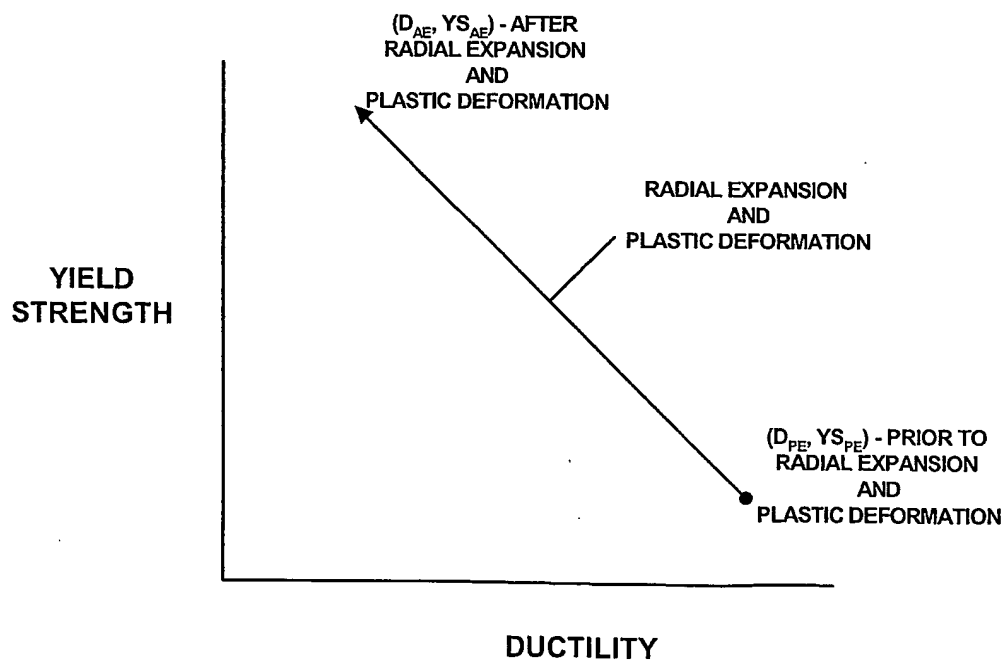 (D_AE, YS_AE) - AFTER
RADIAL EXPANSION
AND
PLASTIC DEFORMATION
RADIAL EXPANSION
AND
PLASTIC DEFORMATION
YIELD
STRENGTH
(D_PE, YS_PE) - PRIOR TO
RADIAL EXPANSION
AND
PLASTIC DEFORMATION
DUCTILITY